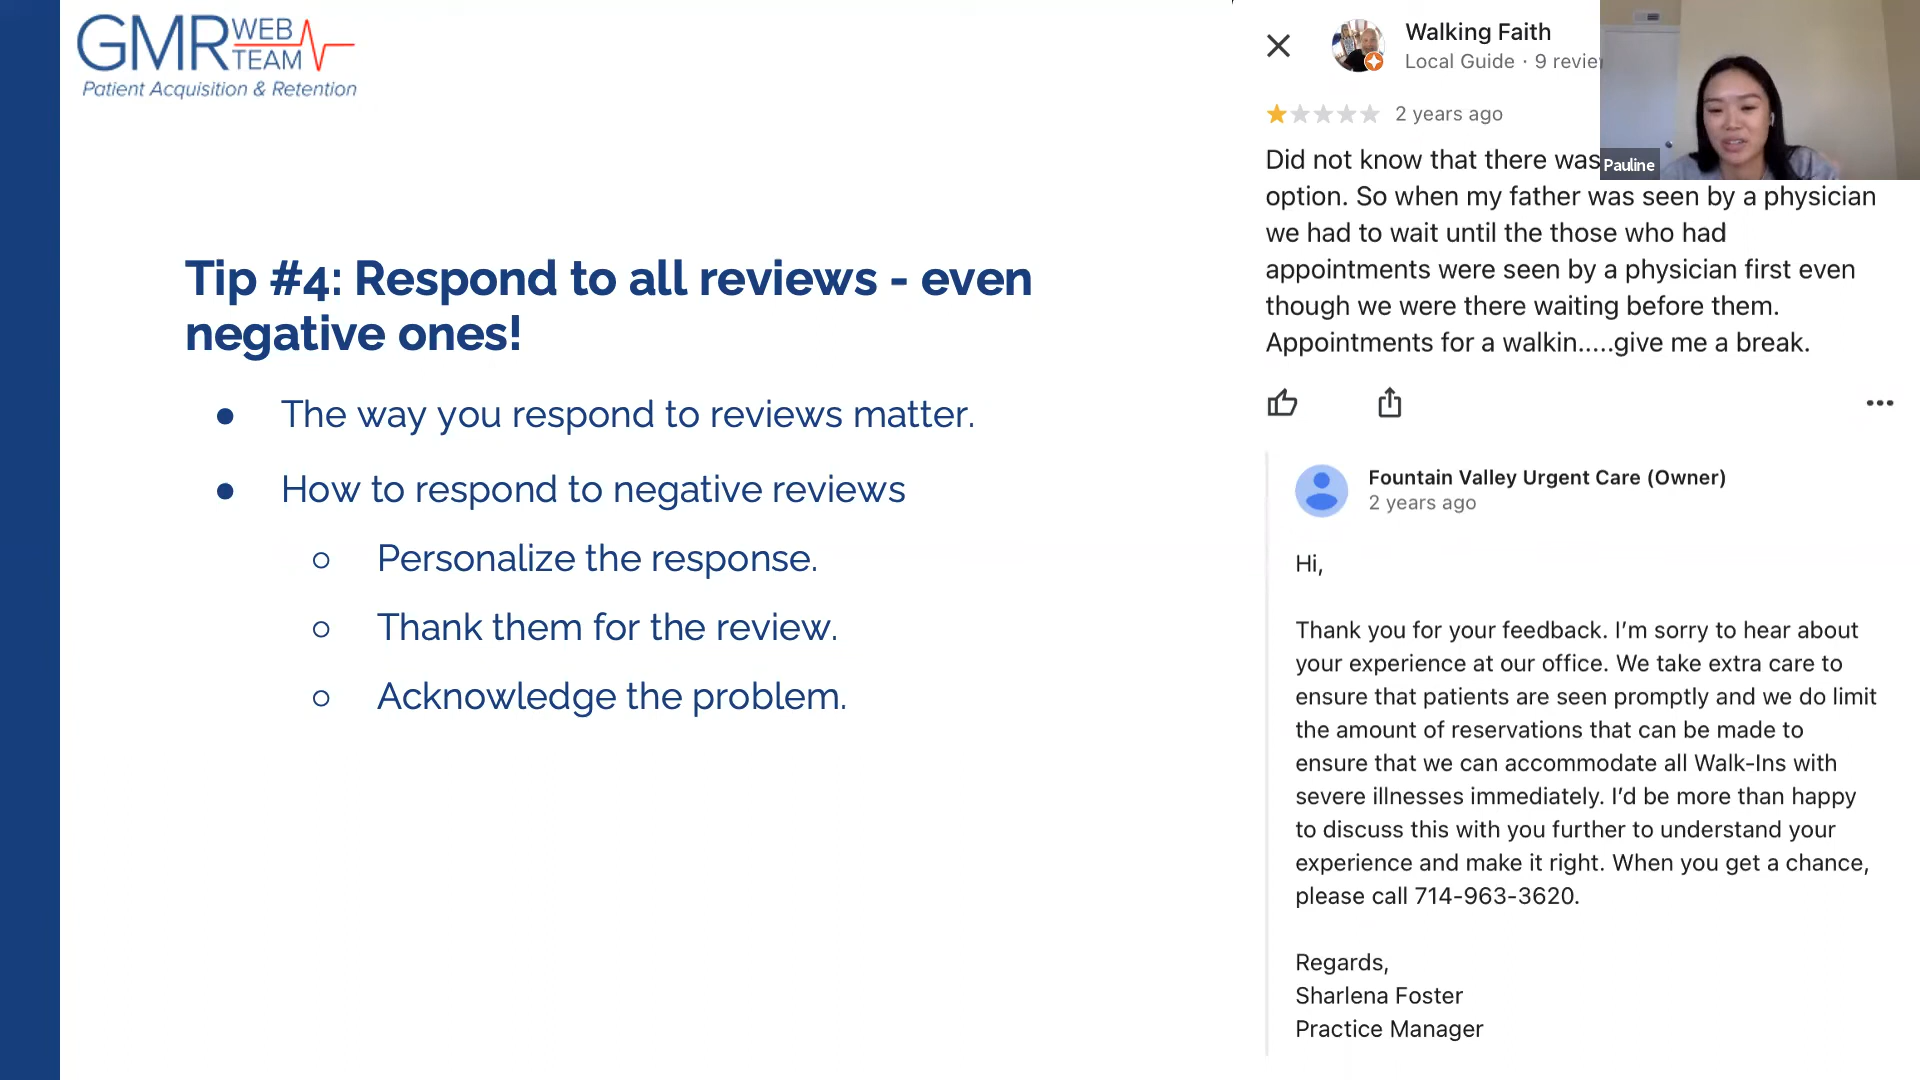 GMR WEB TEAM
Patient Acquisition & Retention
Tip #4: Respond to all reviews - even
negative ones!
● The way you respond to reviews matter.
● How to respond to negative reviews
○ Personalize the response.
○ Thank them for the review.
○ Acknowledge the problem.
Walking Faith
Local Guide · 9
2 years ago
Did not know that there was
option. So when my father was seen by a physician
we had to wait until the those who had
appointments were seen by a physician first even
though we were there waiting before them.
Appointments for a walkin.....give me a break.
Fountain Valley Urgent Care (Owner)
2 years ago
Hi,
Thank you for your feedback. I’m sorry to hear about
your experience at our office. We take extra care to
ensure that patients are seen promptly and we do limit
the amount of reservations that can be made to
ensure that we can accommodate all Walk-Ins with
severe illnesses immediately. I’d be more than happy
to discuss this with you further to understand your
experience and make it right. When you get a chance,
please call 714-963-3620.
Regards,
Sharlena Foster
Practice Manager
Pauline